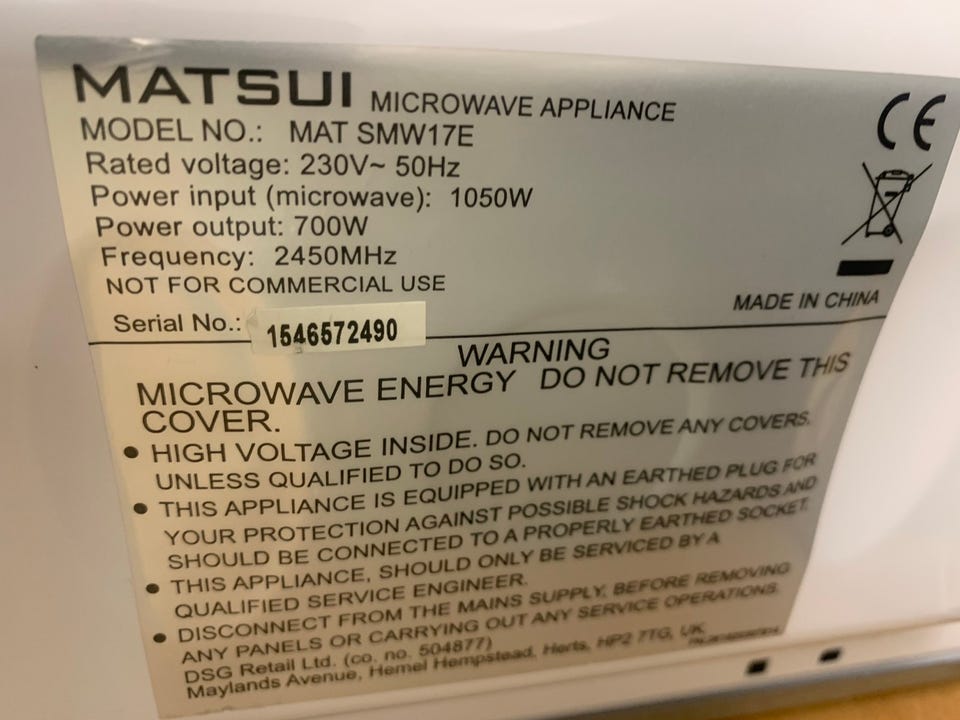 MATSUI MICROWAVE APPLIANCE
MODEL NO.: MAT SMW17E
Rated voltage: 230V~ 50Hz
Power input (microwave): 1050W
Power output: 700W
Frequency: 2450MHz
NOT FOR COMMERCIAL USE
CE
MADE IN CHINA
Serial No.: 1546572490
WARNING
MICROWAVE ENERGY DO NOT REMOVE THIS
COVER.
• HIGH VOLTAGE INSIDE. DO NOT REMOVE ANY COVERS.
UNLESS QUALIFIED TO DO SO.
• THIS APPLIANCE IS EQUIPPED WITH AN EARTHED PLUG FOR
YOUR PROTECTION AGAINST POSSIBLE SHOCK HAZARDS AND
SHOULD BE CONNECTED TO A PROPERLY EARTHED SOCKET.
• THIS APPLIANCE, SHOULD ONLY BE SERVICED BY A
QUALIFIED SERVICE ENGINEER.
• DISCONNECT FROM THE MAINS SUPPLY, BEFORE REMOVING
ANY PANELS OR CARRYING OUT ANY SERVICE OPERATIONS.
DSG Retail Ltd. (co. no. 504877)
Maylands Avenue, Hemel Hempstead, Herts, HP2 7TG, UK